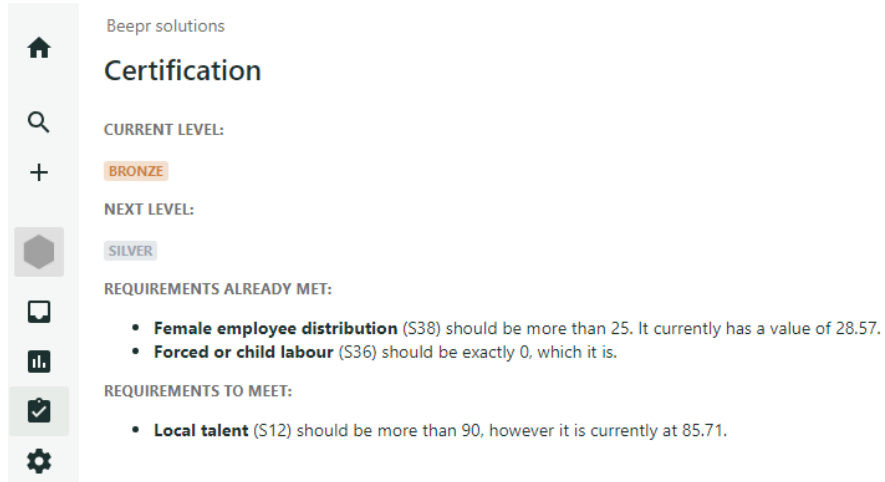 Beepr solutions
Certification
CURRENT LEVEL:
BRONZE
NEXT LEVEL:
SILVER
REQUIREMENTS ALREADY MET:
• Female employee distribution (S38) should be more than 25. It currently has a value of 28.57.
• Forced or child labour (S36) should be exactly 0, which it is.
REQUIREMENTS TO MEET:
• Local talent (S12) should be more than 90, however it is currently at 85.71.